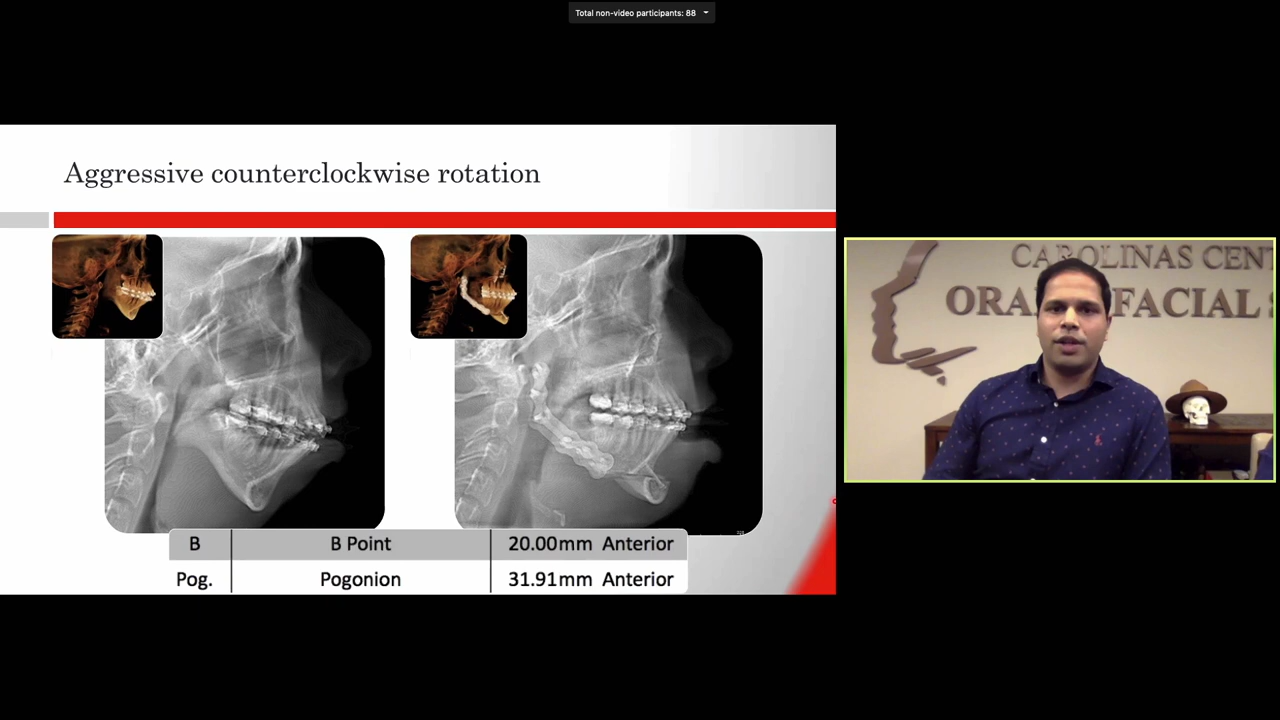 Total non-video participants: 88
Aggressive counterclockwise rotation
B B Point 20.00mm Anterior
Pog. Pogonion 31.91mm Anterior
CAROLINAS CENT
ORA FACIAL